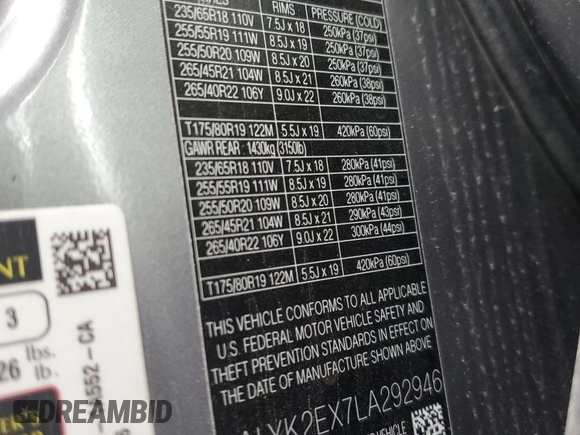 RIMS PRESSURE (COLD)
235/65R18 110V 7.5J x 18 250kPa (37psi)
255/55R19 111W 8.5J x 19 250kPa (37psi)
255/50R20 109W 8.5J x 20 250kPa (37psi)
265/45R21 104W 8.5J x 21 260kPa (38psi)
265/40R22 106Y 9.0J x 22 260kPa (38psi)
T175/80R19 122M 5.5J x 19 420kPa (60psi)
GAWR REAR : 1430kg (3150lb)
235/65R18 110V 7.5J x 18 280kPa (41psi)
255/55R19 111W 8.5J x 19 280kPa (41psi)
255/50R20 109W 8.5J x 20 280kPa (41psi)
265/45R21 104W 8.5J x 21 290kPa (43psi)
265/40R22 106Y 9.0J x 22 300kPa (44psi)
T175/80R19 122M 5.5J x 19 420kPa (60psi)
THIS VEHICLE CONFORMS TO ALL APPLICABLE
U.S. FEDERAL MOTOR VEHICLE SAFETY AND
THEFT PREVENTION STANDARDS IN EFFECT ON
THE DATE OF MANUFACTURE SHOWN ABOVE
YK2EX7LA292946
NT
3
lbs.
26 lb.
552-CA
DREAMBID